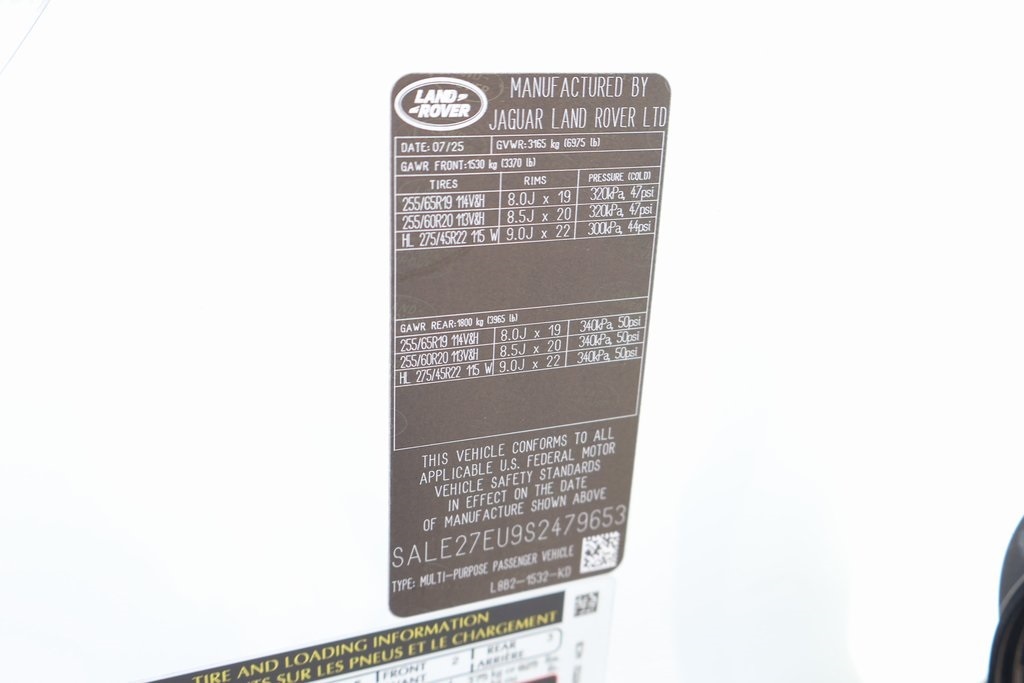 LAND
ROVER
MANUFACTURED BY
JAGUAR LAND ROVER LTD
DATE: 07/25 GVWR:3165 kg (6975 lb)
GAWR FRONT:1530 kg (3370 lb)
TIRES RIMS PRESSURE (COLD)
255/65R19 114V&H 8.0J x 19 320kPa, 47psi
255/60R20 113V&H 8.5J x 20 320kPa, 47psi
HL 275/45R22 115 W 9.0J x 22 300kPa, 44psi
GAWR REAR:1800 kg (3965 lb)
255/65R19 114V&H 8.0J x 19 340kPa, 50psi
255/60R20 113V&H 8.5J x 20 340kPa, 50psi
HL 275/45R22 115 W 9.0J x 22 340kPa, 50psi
THIS VEHICLE CONFORMS TO ALL
APPLICABLE U.S. FEDERAL MOTOR
VEHICLE SAFETY STANDARDS
IN EFFECT ON THE DATE
OF MANUFACTURE SHOWN ABOVE
SALE27EU9S2479653
TYPE: MULTI-PURPOSE PASSENGER VEHICLE
L8B2-1532-KD
TIRE AND LOADING INFORMATION
SUR LES PNEUS ET LE CHARGEMENT
FRONT 2 REAR 3
ARRIÈRE